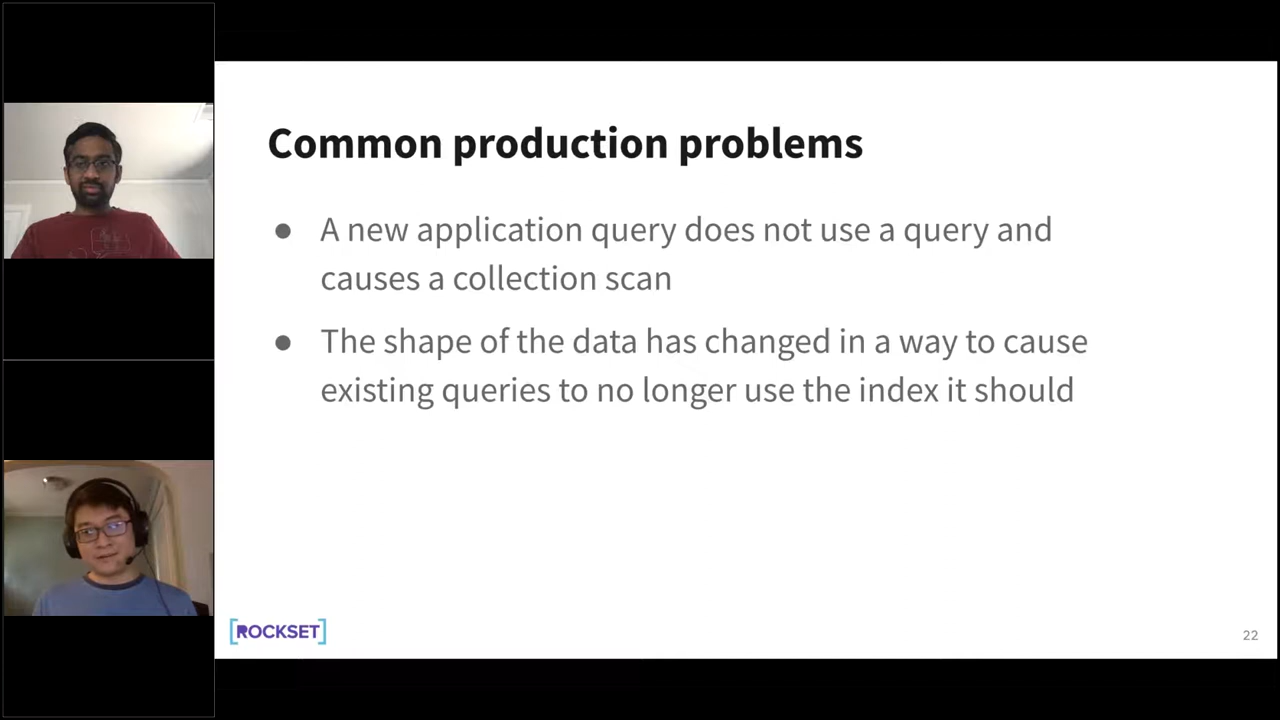 Common production problems
● A new application query does not use a query and
causes a collection scan
● The shape of the data has changed in a way to cause
existing queries to no longer use the index it should
[ROCKSET]
22